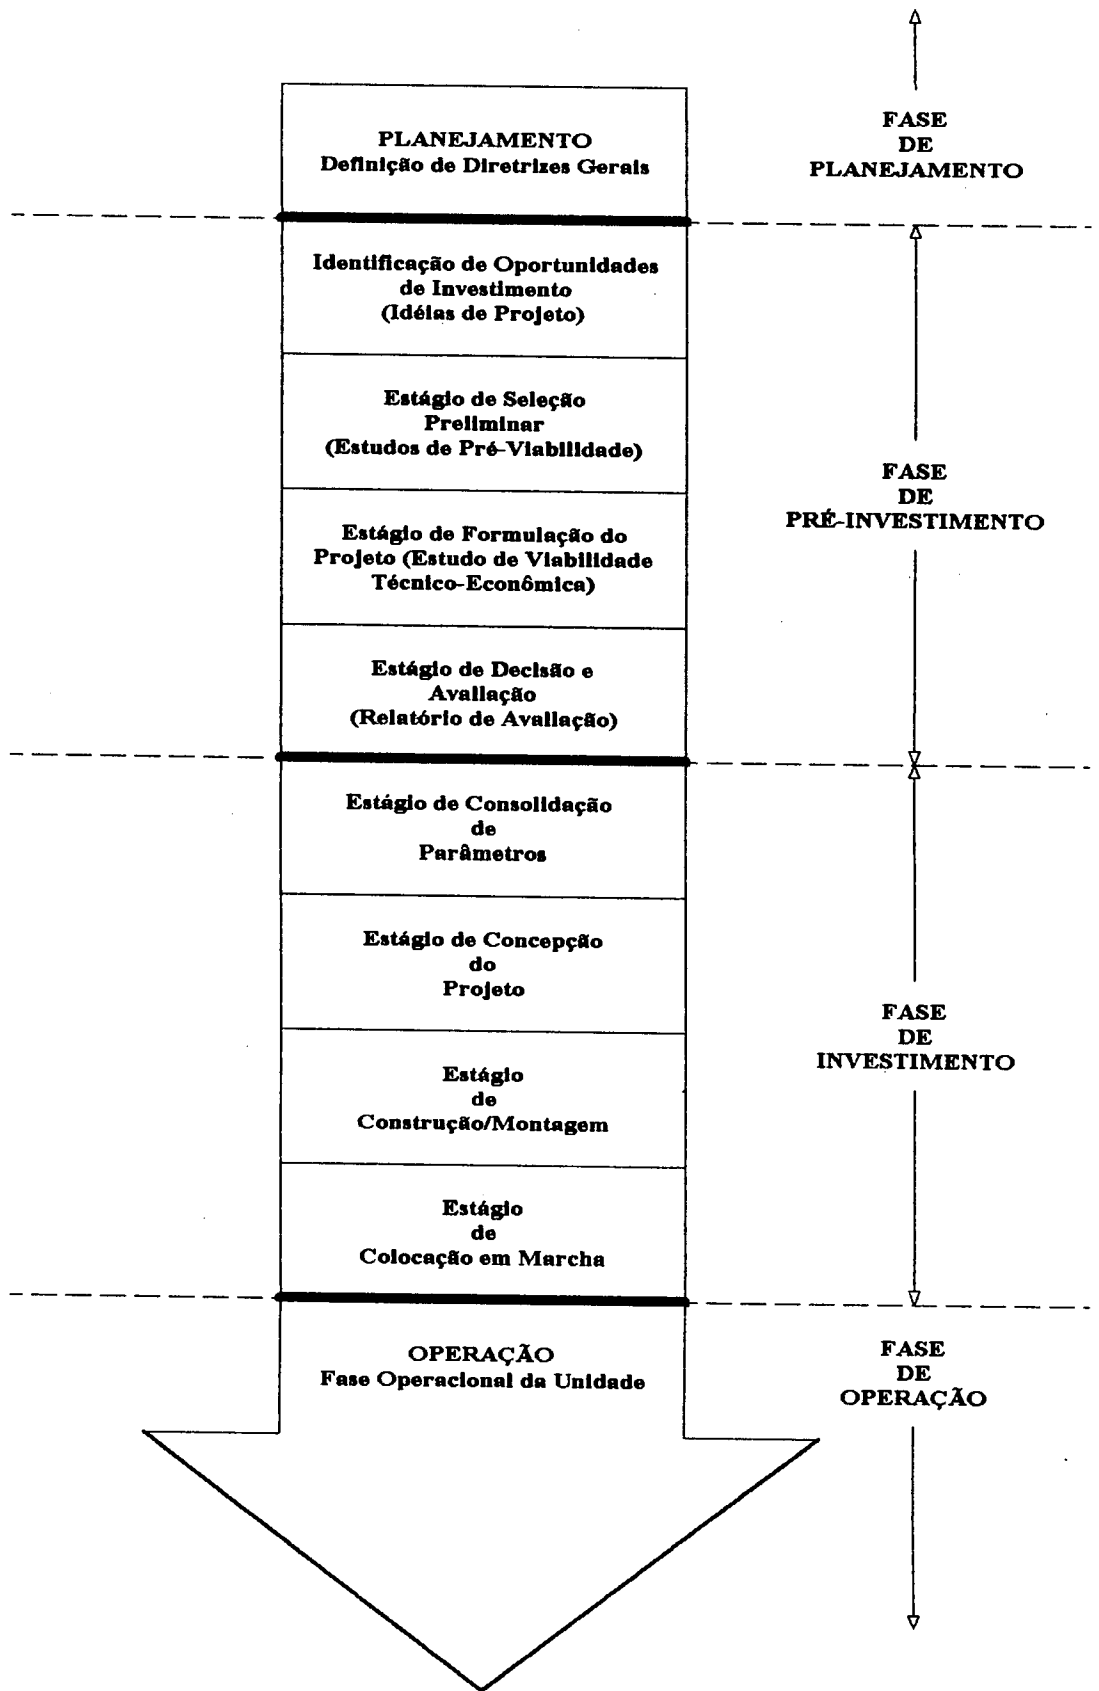 PLANEJAMENTO
Definição de Diretrizes Gerais
FASE
DE
PLANEJAMENTO
Identificação de Oportunidades
de Investimento
(Idéias de Projeto)
Estágio de Seleção
Preliminar
(Estudos de Pré-Viabilidade)
Estágio de Formulação do
Projeto (Estudo de Viabilidade
Técnico-Econômica)
Estágio de Decisão e
Avaliação
(Relatório de Avaliação)
FASE
DE
PRÉ-INVESTIMENTO
Estágio de Consolidação
de
Parâmetros
Estágio de Concepção
do
Projeto
Estágio
de
Construção/Montagem
Estágio
de
Colocação em Marcha
FASE
DE
INVESTIMENTO
OPERAÇÃO
Fase Operacional da Unidade
FASE
DE
OPERAÇÃO